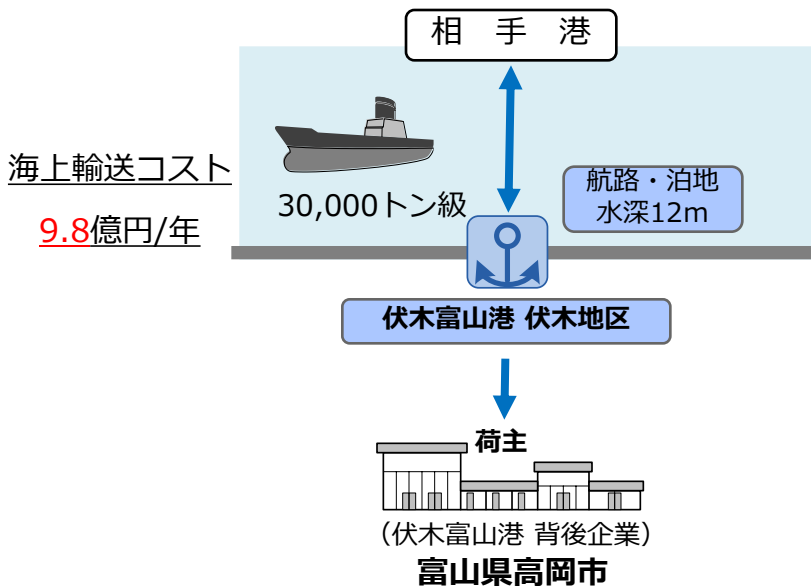 相　手　港
海上輸送コスト
9.8億円/年
30,000トン級
航路・泊地
水深12m
伏木富山港 伏木地区
荷主
（伏木富山港 背後企業）
富山県高岡市